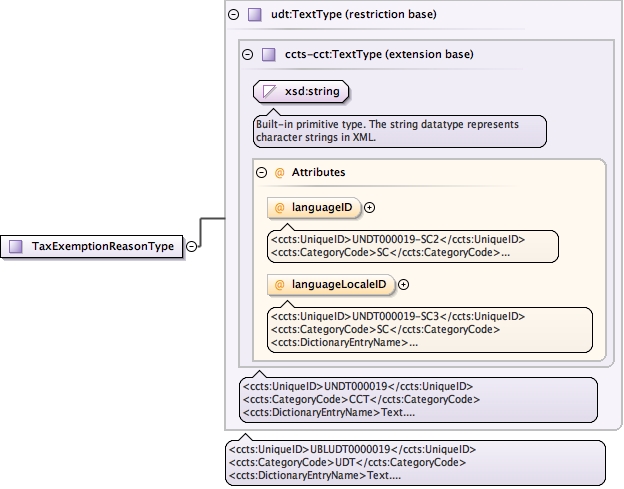 udt:TextType (restriction base)
ccts-cct:TextType (extension base)
xsd:string
Built-in primitive type. The string datatype represents
character strings in XML.
@ Attributes
@ languageID
<ccts:UniqueID>UNDT000019-SC2</ccts:UniqueID>
<ccts:CategoryCode>SC</ccts:CategoryCode>...
TaxExemptionReasonType
@ languageLocaleID
<ccts:UniqueID>UNDT000019-SC3</ccts:UniqueID>
<ccts:CategoryCode>SC</ccts:CategoryCode>
<ccts:DictionaryEntryName>...
<ccts:UniqueID>UNDT000019</ccts:UniqueID>
<ccts:CategoryCode>CCT</ccts:CategoryCode>
<ccts:DictionaryEntryName>Text....
<ccts:UniqueID>UBLUDT0000019</ccts:UniqueID>
<ccts:CategoryCode>UDT</ccts:CategoryCode>
<ccts:DictionaryEntryName>Text....